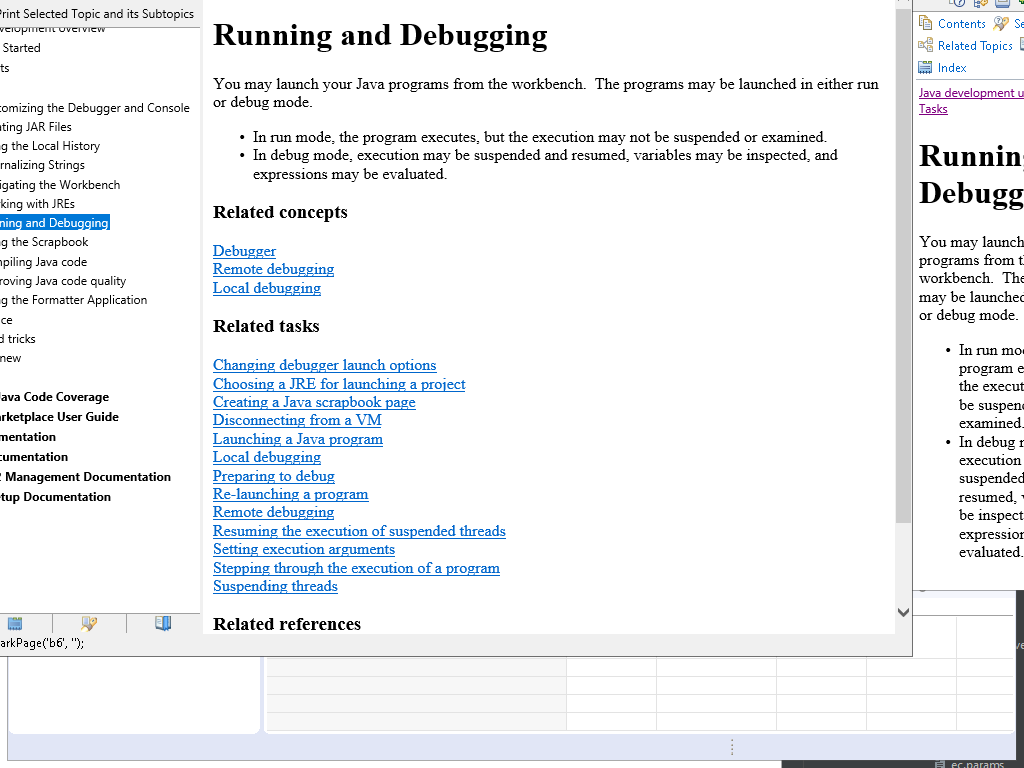 Print Selected Topic and its Subtopics
velopment overview
Started
ts
tomizing the Debugger and Console
ating JAR Files
g the Local History
rnalizing Strings
igating the Workbench
king with JREs
ning and Debugging
g the Scrapbook
mpiling Java code
roving Java code quality
g the Formatter Application
ce
d tricks
new
Java Code Coverage
arketplace User Guide
mentation
cumentation
2 Management Documentation
etup Documentation
arkPage('b6', '');
Running and Debugging
You may launch your Java programs from the workbench.  The programs may be launched in either run
or debug mode.
• In run mode, the program executes, but the execution may not be suspended or examined.
• In debug mode, execution may be suspended and resumed, variables may be inspected, and
expressions may be evaluated.
Related concepts
Debugger
Remote debugging
Local debugging
Related tasks
Changing debugger launch options
Choosing a JRE for launching a project
Creating a Java scrapbook page
Disconnecting from a VM
Launching a Java program
Local debugging
Preparing to debug
Re-launching a program
Remote debugging
Resuming the execution of suspended threads
Setting execution arguments
Stepping through the execution of a program
Suspending threads
Related references
Contents Se
Related Topics
Index
Java development u
Tasks
Running
Debugg
You may launch
programs from t
workbench.  The
may be launched
or debug mode.
• In run mod
program e
the execut
be suspend
examined.
• In debug m
execution
suspended
resumed, v
be inspect
expression
evaluated.
ve
ec.params